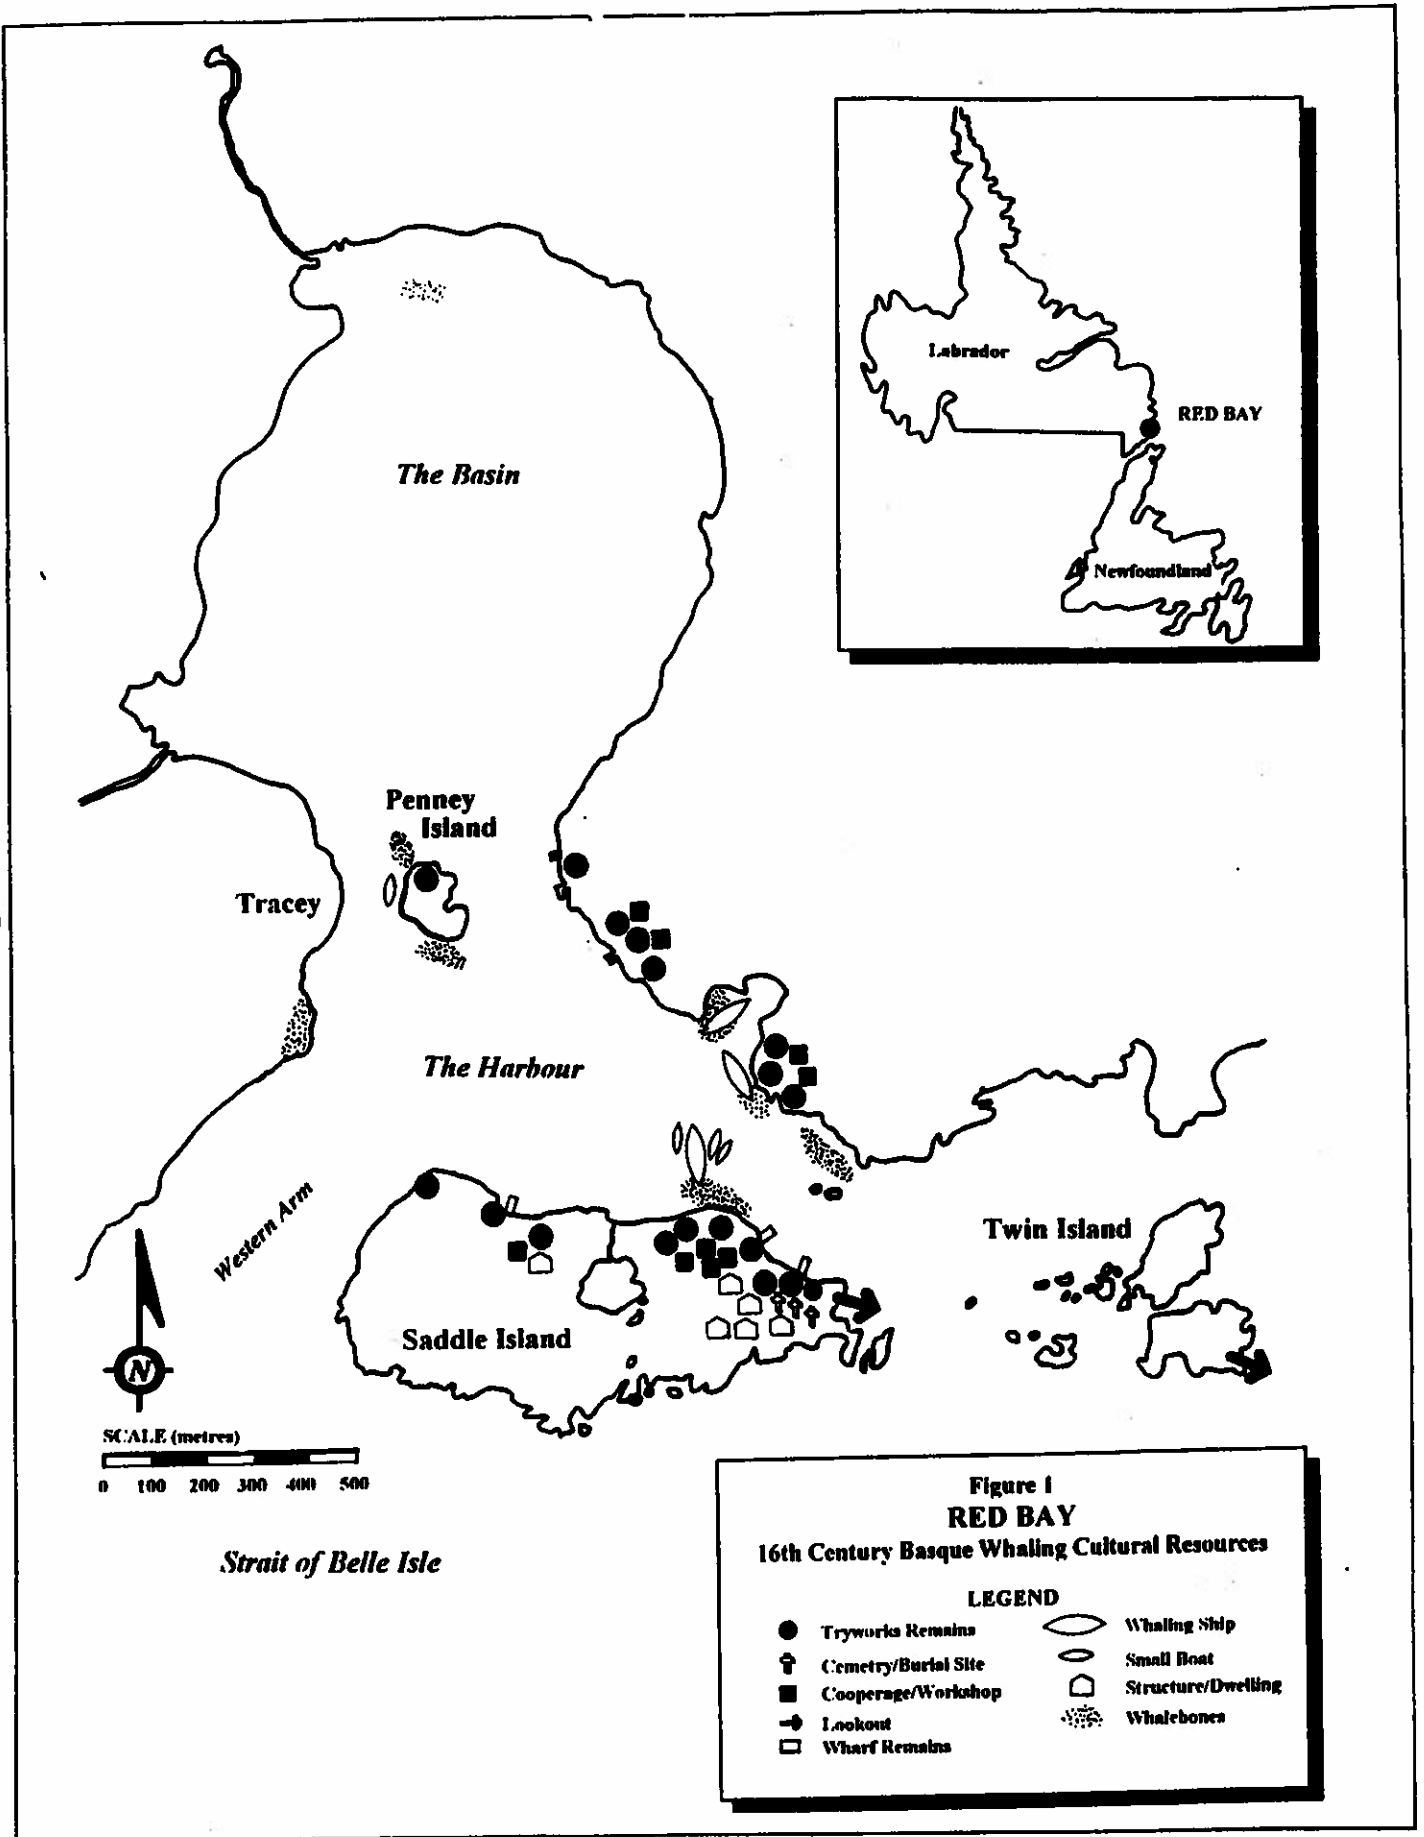 Labrador
RED BAY
Newfoundland
The Basin
Penney
Island
Tracey
The Harbour
Western Arm
Twin Island
Saddle Island
N
SCALE (metres)
0 100 200 300 400 500
Strait of Belle Isle
Figure 1
RED BAY
16th Century Basque Whaling Cultural Resources
LEGEND
Tryworks Remains
Cemetry/Burial Site
Cooperage/Workshop
Lookout
Wharf Remains
Whaling Ship
Small Boat
Structure/Dwelling
Whalebones